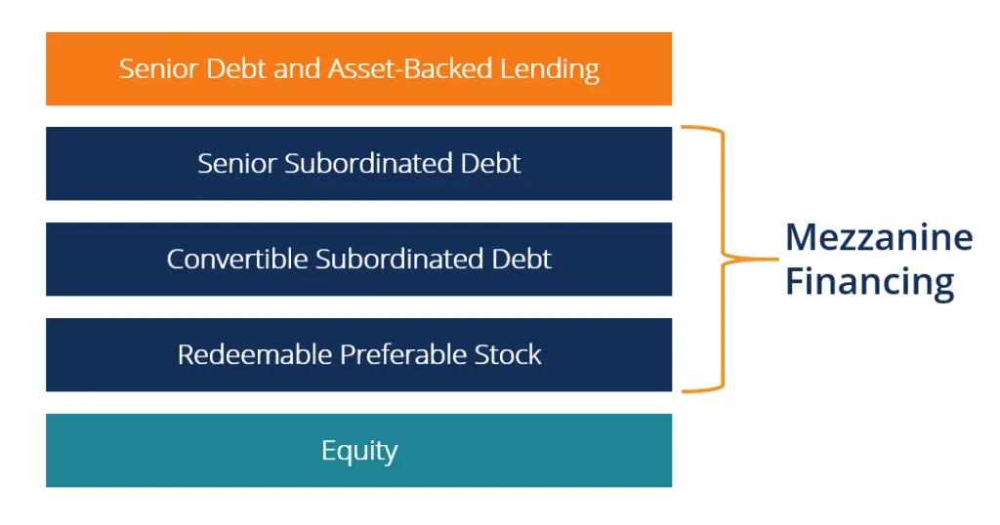 Senior Debt and Asset-Backed Lending
Senior Subordinated Debt
Convertible Subordinated Debt
Redeemable Preferable Stock
Equity
Mezzanine
Financing